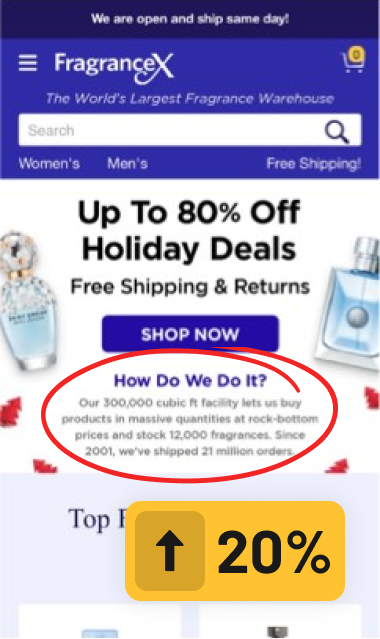 We are open and ship same day!
FragranceX
0
The World's Largest Fragrance Warehouse
Search
Women's Men's Free Shipping!
Up To 80% Off
Holiday Deals
Free Shipping & Returns
SHOP NOW
How Do We Do It?
Our 300,000 cubic ft facility lets us buy
products in massive quantities at rock-bottom
prices and stock 12,000 fragrances. Since
2001, we've shipped 21 million orders.
Top
20%